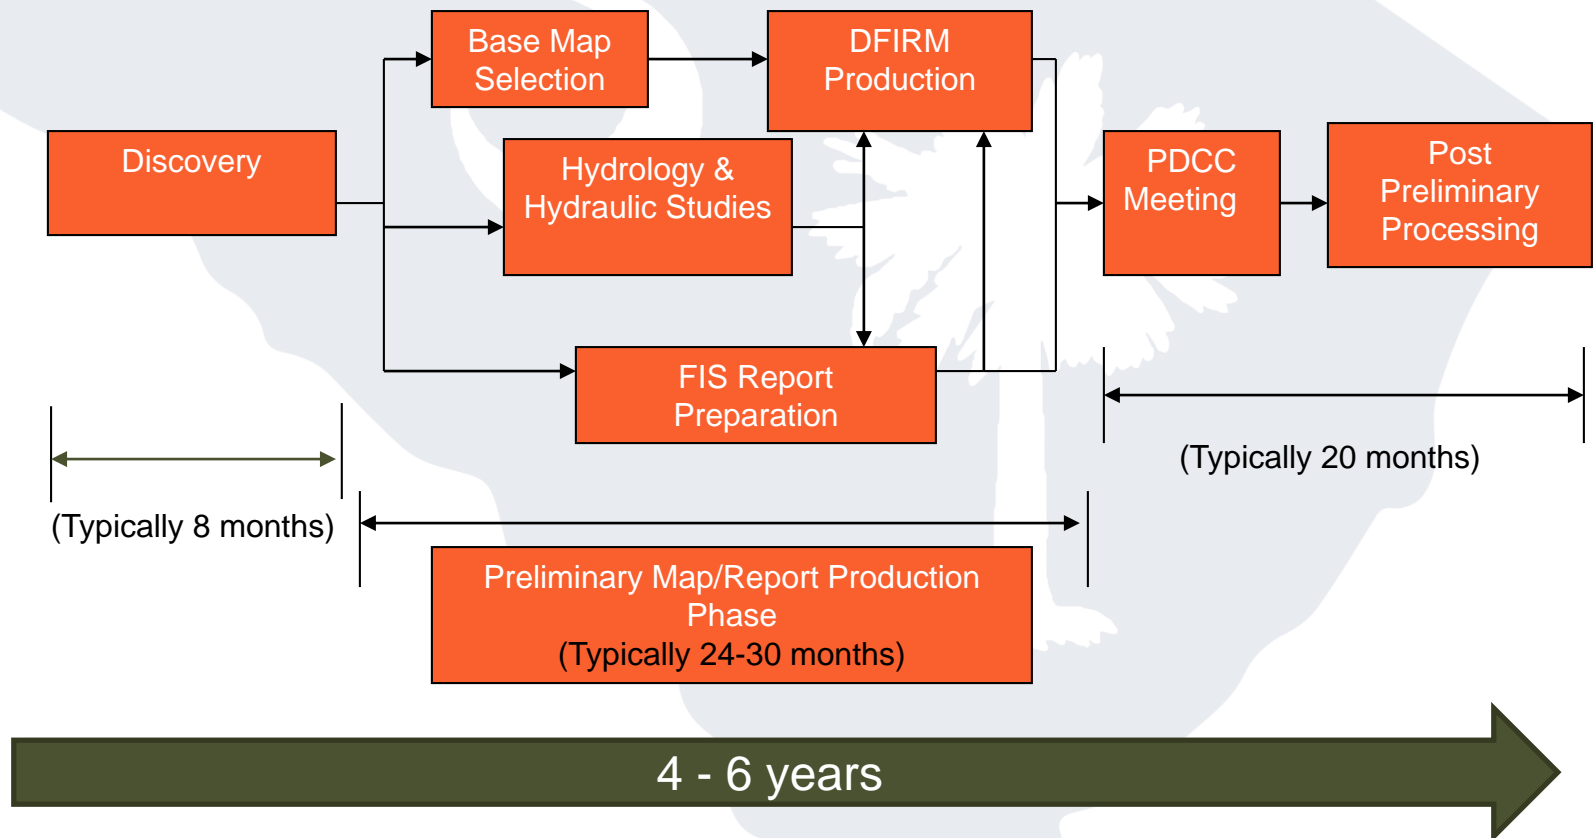 Base Map
Selection
DFIRM
Production
Discovery
Hydrology &
Hydraulic Studies
PDCC
Meeting
Post
Preliminary
Processing
FIS Report
Preparation
(Typically 8 months)
(Typically 20 months)
Preliminary Map/Report Production
Phase
(Typically 24-30 months)
4 - 6 years